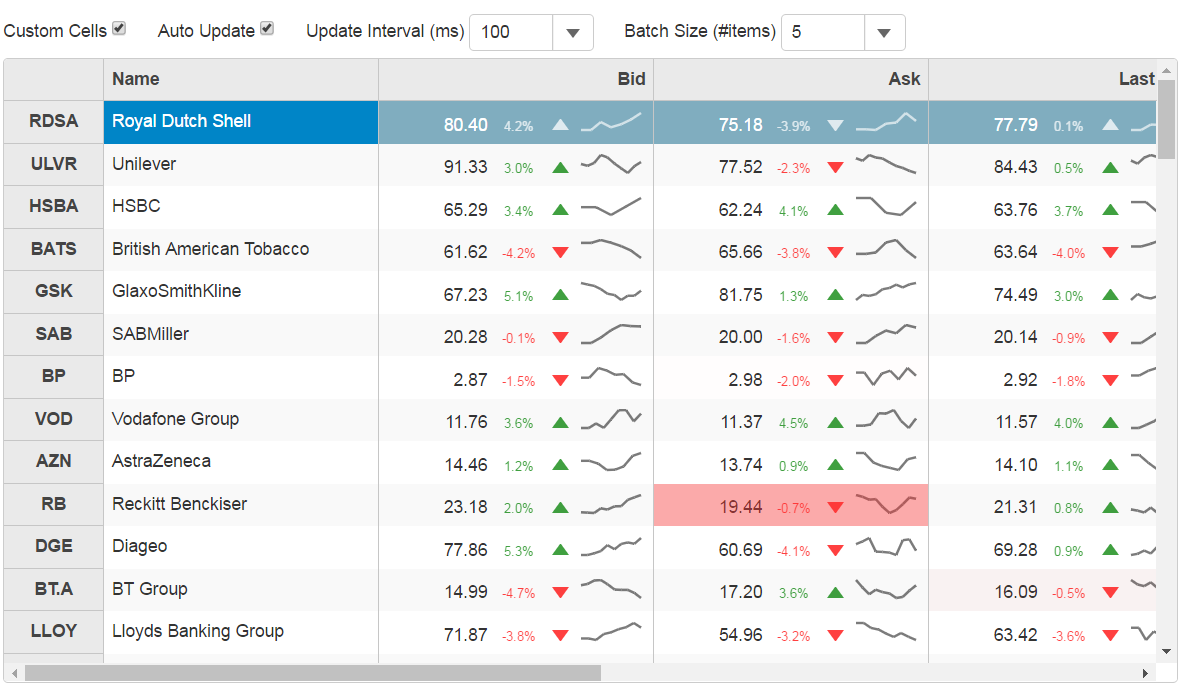 Custom Cells Auto Update Update Interval (ms) 100 Batch Size (#items) 5
Name Bid Ask Last
RDSA Royal Dutch Shell 80.40 4.2% 75.18 -3.9% 77.79 0.1%
ULVR Unilever 91.33 3.0% 77.52 -2.3% 84.43 0.5%
HSBA HSBC 65.29 3.4% 62.24 4.1% 63.76 3.7%
BATS British American Tobacco 61.62 -4.2% 65.66 -3.8% 63.64 -4.0%
GSK GlaxoSmithKline 67.23 5.1% 81.75 1.3% 74.49 3.0%
SAB SABMiller 20.28 -0.1% 20.00 -1.6% 20.14 -0.9%
BP BP 2.87 -1.5% 2.98 -2.0% 2.92 -1.8%
VOD Vodafone Group 11.76 3.6% 11.37 4.5% 11.57 4.0%
AZN AstraZeneca 14.46 1.2% 13.74 0.9% 14.10 1.1%
RB Reckitt Benckiser 23.18 2.0% 19.44 -0.7% 21.31 0.8%
DGE Diageo 77.86 5.3% 60.69 -4.1% 69.28 0.9%
BT.A BT Group 14.99 -4.7% 17.20 3.6% 16.09 -0.5%
LLOY Lloyds Banking Group 71.87 -3.8% 54.96 -3.2% 63.42 -3.6%